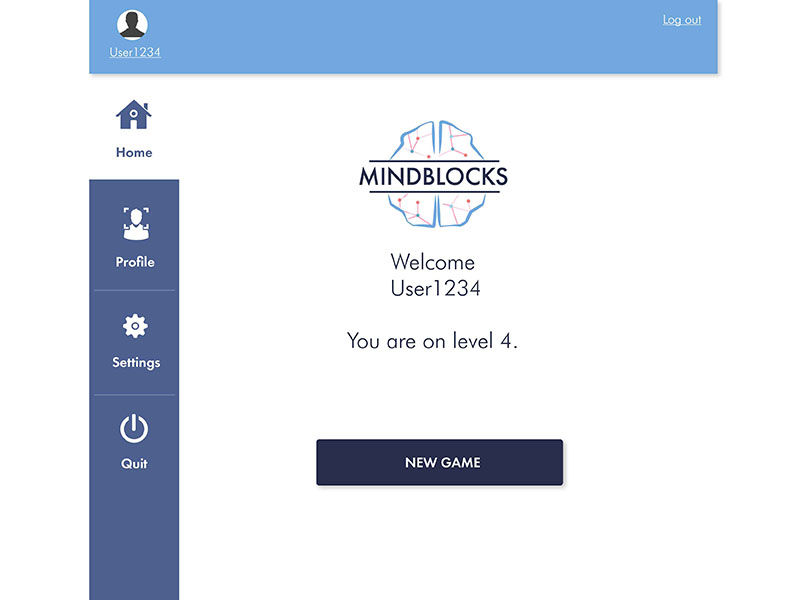 User1234
Log out
Home
Profile
Settings
Quit
MINDBLOCKS
Welcome
User1234
You are on level 4.
NEW GAME